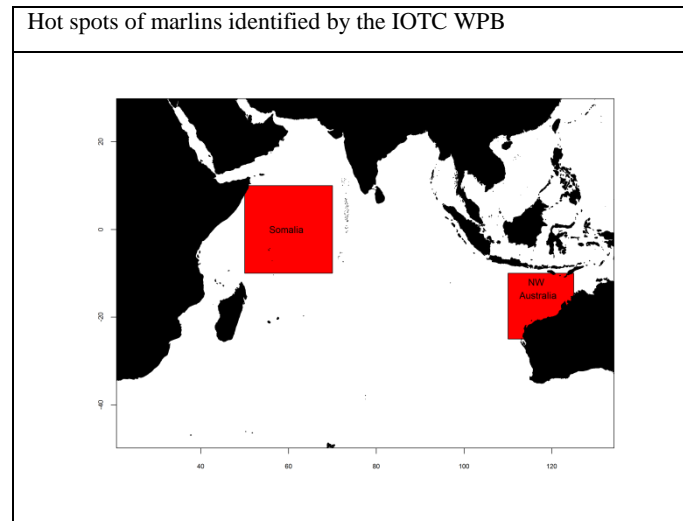 Hot spots of marlins identified by the IOTC WPB
20
0
-20
-40
Somalia
NW
Australia
40
60
80
100
120